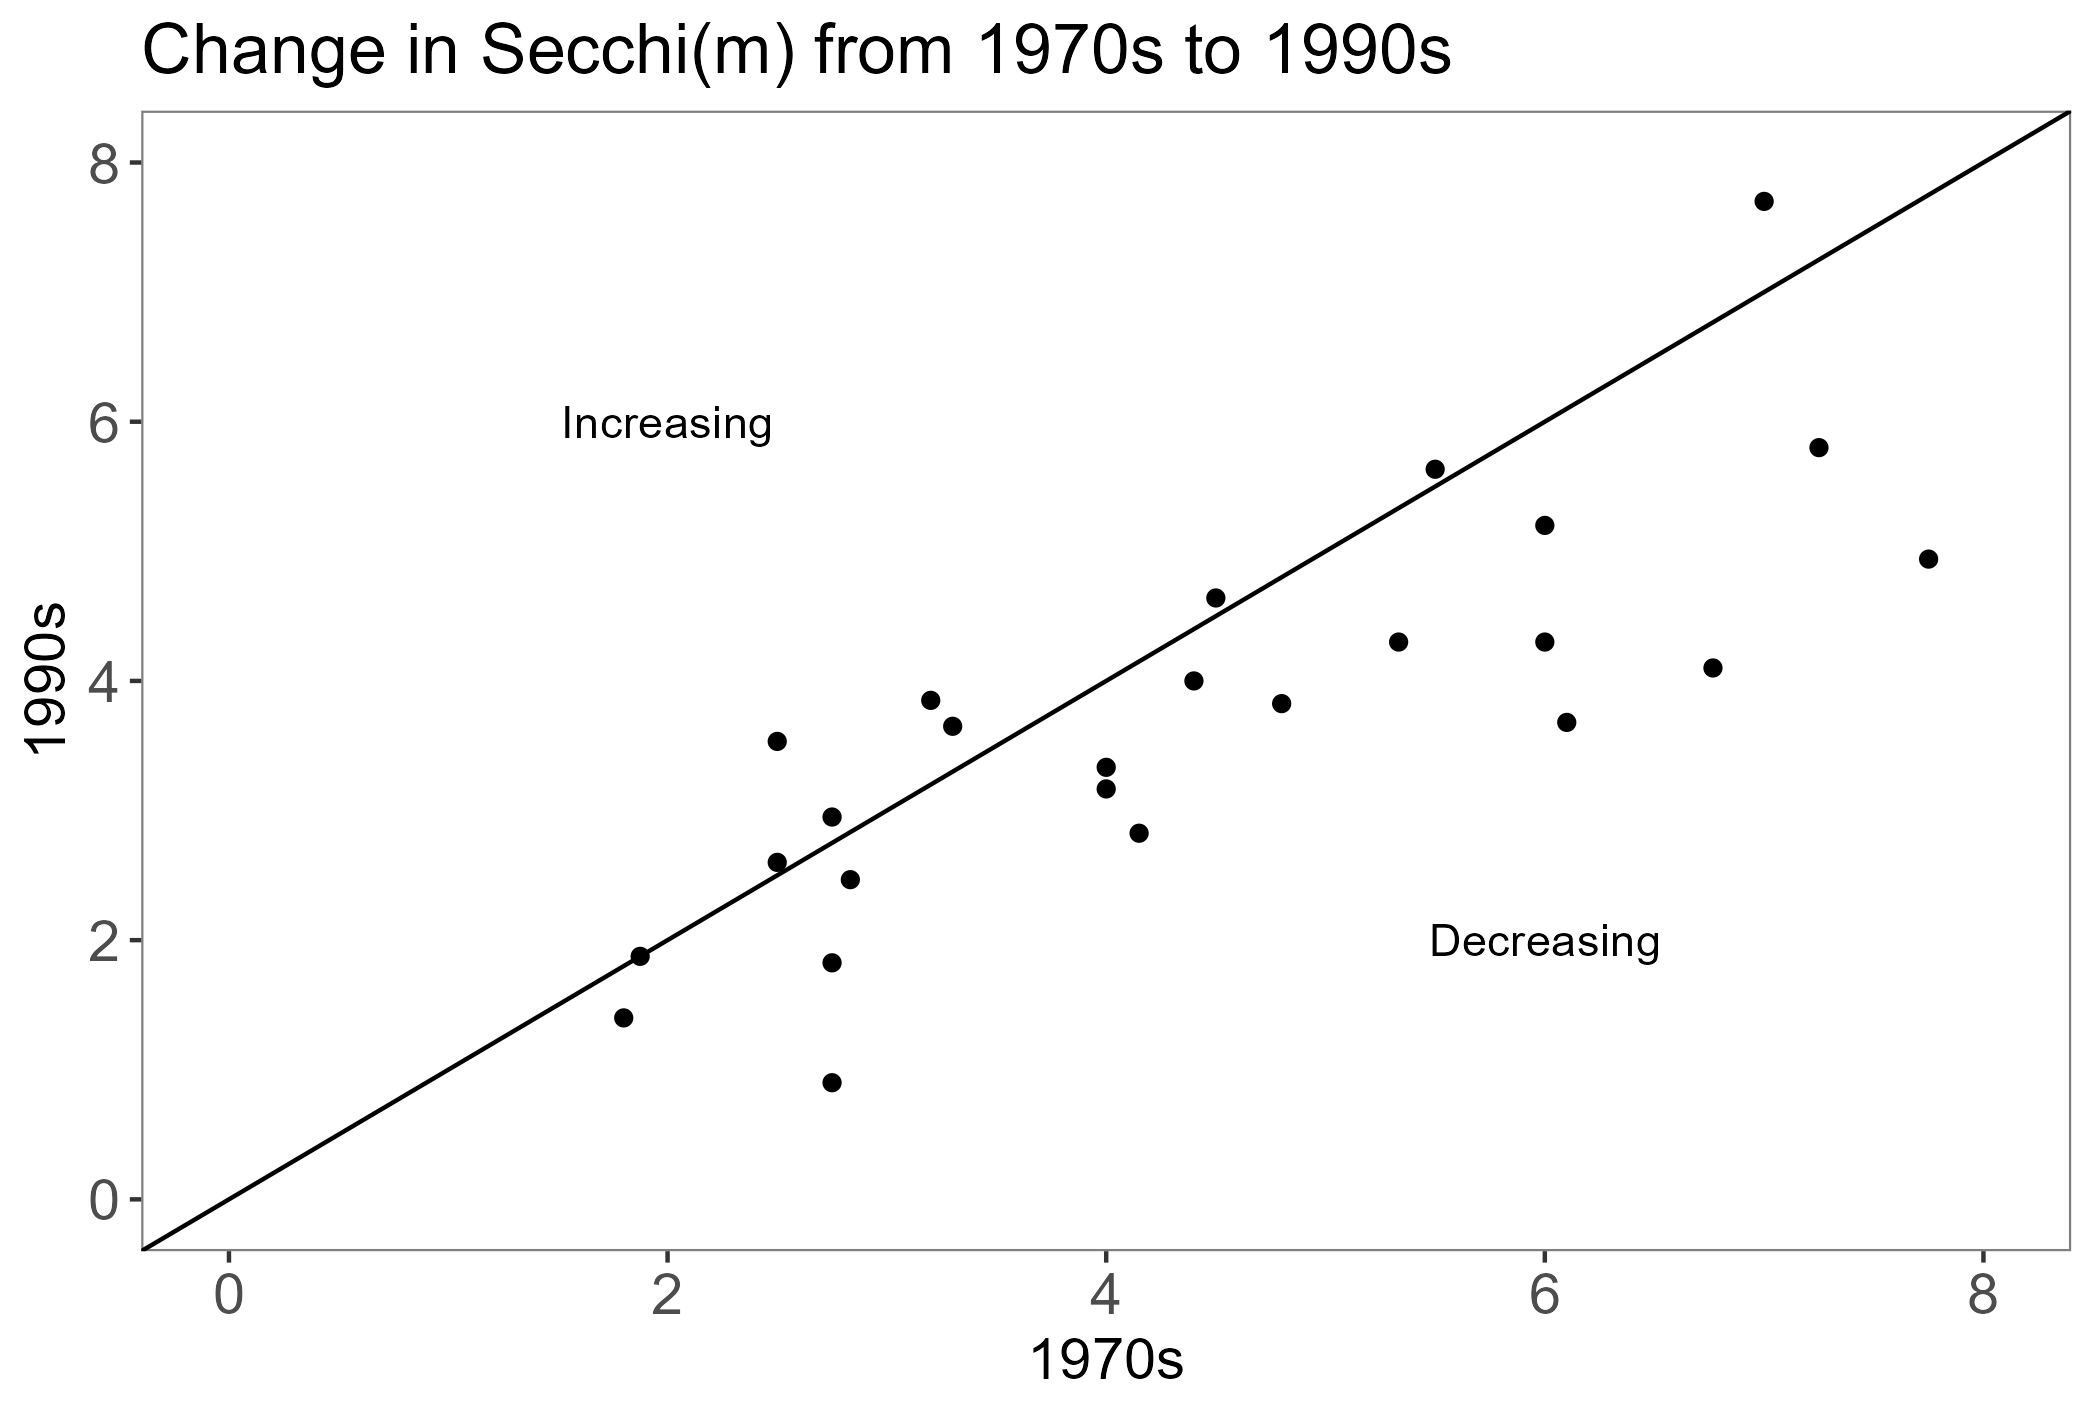 Change in Secchi(m) from 1970s to 1990s
8
Increasing
6
1990s
4
Decreasing
2
0
0 2 4 6 8
1970s